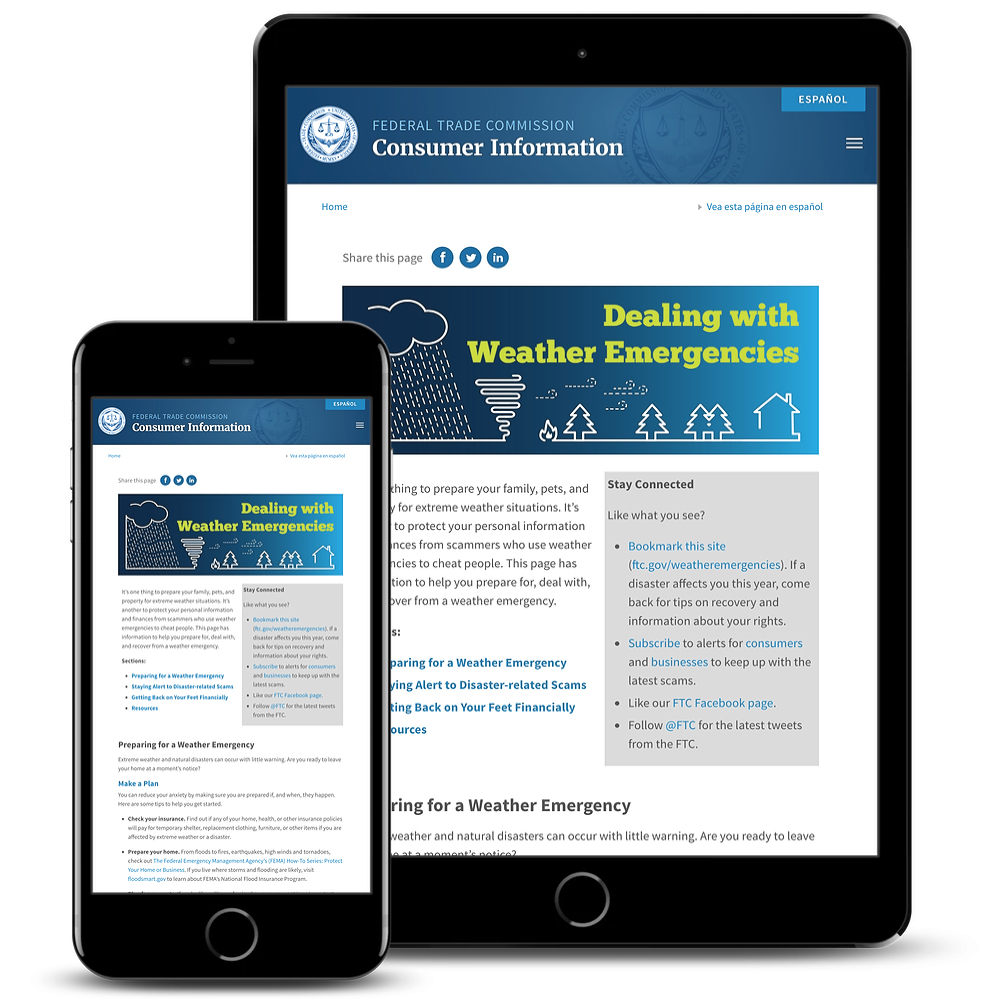 ESPAÑOL
FEDERAL TRADE COMMISSION
Consumer Information
Home
Vea esta página en español
Share this page
Dealing with
Weather Emergencies
thing to prepare your family, pets, and
y for extreme weather situations. It’s
to protect your personal information
nces from scammers who use weather
ncies to cheat people. This page has
tion to help you prepare for, deal with,
over from a weather emergency.
s:
paring for a Weather Emergency
ying Alert to Disaster-related Scams
ting Back on Your Feet Financially
ources
Stay Connected
Like what you see?
• Bookmark this site
(ftc.gov/weatheremergencies). If a
disaster affects you this year, come
back for tips on recovery and
information about your rights.
• Subscribe to alerts for consumers
and businesses to keep up with the
latest scams.
• Like our FTC Facebook page.
• Follow @FTC for the latest tweets
from the FTC.
ring for a Weather Emergency
weather and natural disasters can occur with little warning. Are you ready to leave
e at a moment’s notice?
ESPAÑOL
FEDERAL TRADE COMMISSION
Consumer Information
Home
Vea esta página en español
Share this page
Dealing with
Weather Emergencies
It’s one thing to prepare your family, pets, and
property for extreme weather situations. It’s
another to protect your personal information
and finances from scammers who use weather
emergencies to cheat people. This page has
information to help you prepare for, deal with,
and recover from a weather emergency.
Sections:
• Preparing for a Weather Emergency
• Staying Alert to Disaster-related Scams
• Getting Back on Your Feet Financially
• Resources
Stay Connected
Like what you see?
• Bookmark this site
(ftc.gov/weatheremergencies). If a
disaster affects you this year, come
back for tips on recovery and
information about your rights.
• Subscribe to alerts for consumers
and businesses to keep up with the
latest scams.
• Like our FTC Facebook page.
• Follow @FTC for the latest tweets
from the FTC.
Preparing for a Weather Emergency
Extreme weather and natural disasters can occur with little warning. Are you ready to leave
your home at a moment’s notice?
Make a Plan
You can reduce your anxiety by making sure you are prepared if, and when, they happen.
Here are some tips to help you get started.
• Check your insurance. Find out if any of your home, health, or other insurance policies
will pay for temporary shelter, replacement clothing, furniture, or other items if you are
affected by extreme weather or a disaster.
• Prepare your home. From floods to fires, earthquakes, high winds and tornadoes,
check out The Federal Emergency Management Agency’s (FEMA) How-To Series: Protect
Your Home or Business. If you live where storms and flooding are likely, visit
floodsmart.gov to learn about FEMA’s National Flood Insurance Program.